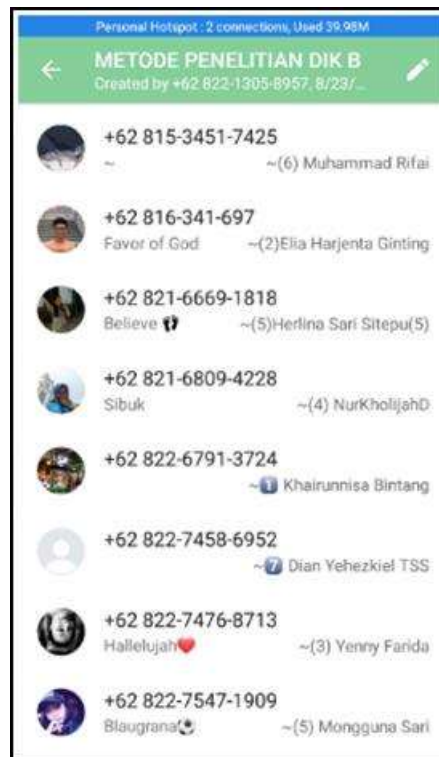 Personal Hotspot : 2 connections, Used 39.98M
METODE PENELITIAN DIK B
Created by +62 822-1305-8957, 8/23/...
+62 815-3451-7425
~ ~(6) Muhammad Rifai
+62 816-341-697
Favor of God ~(2)Elia Harjenta Ginting
+62 821-6669-1818
Believe 👣 ~(5)Herlina Sari Sitepu(5)
+62 821-6809-4228
Sibuk ~(4) NurKholijahD
+62 822-6791-3724
~1️⃣ Khairunnisa Bintang
+62 822-7458-6952
~7️⃣ Dian Yehezkiel TSS
+62 822-7476-8713
Hallelujah❤️ ~(3) Yenny Farida
+62 822-7547-1909
Blaugrana⚽ ~(5) Mongguna Sari